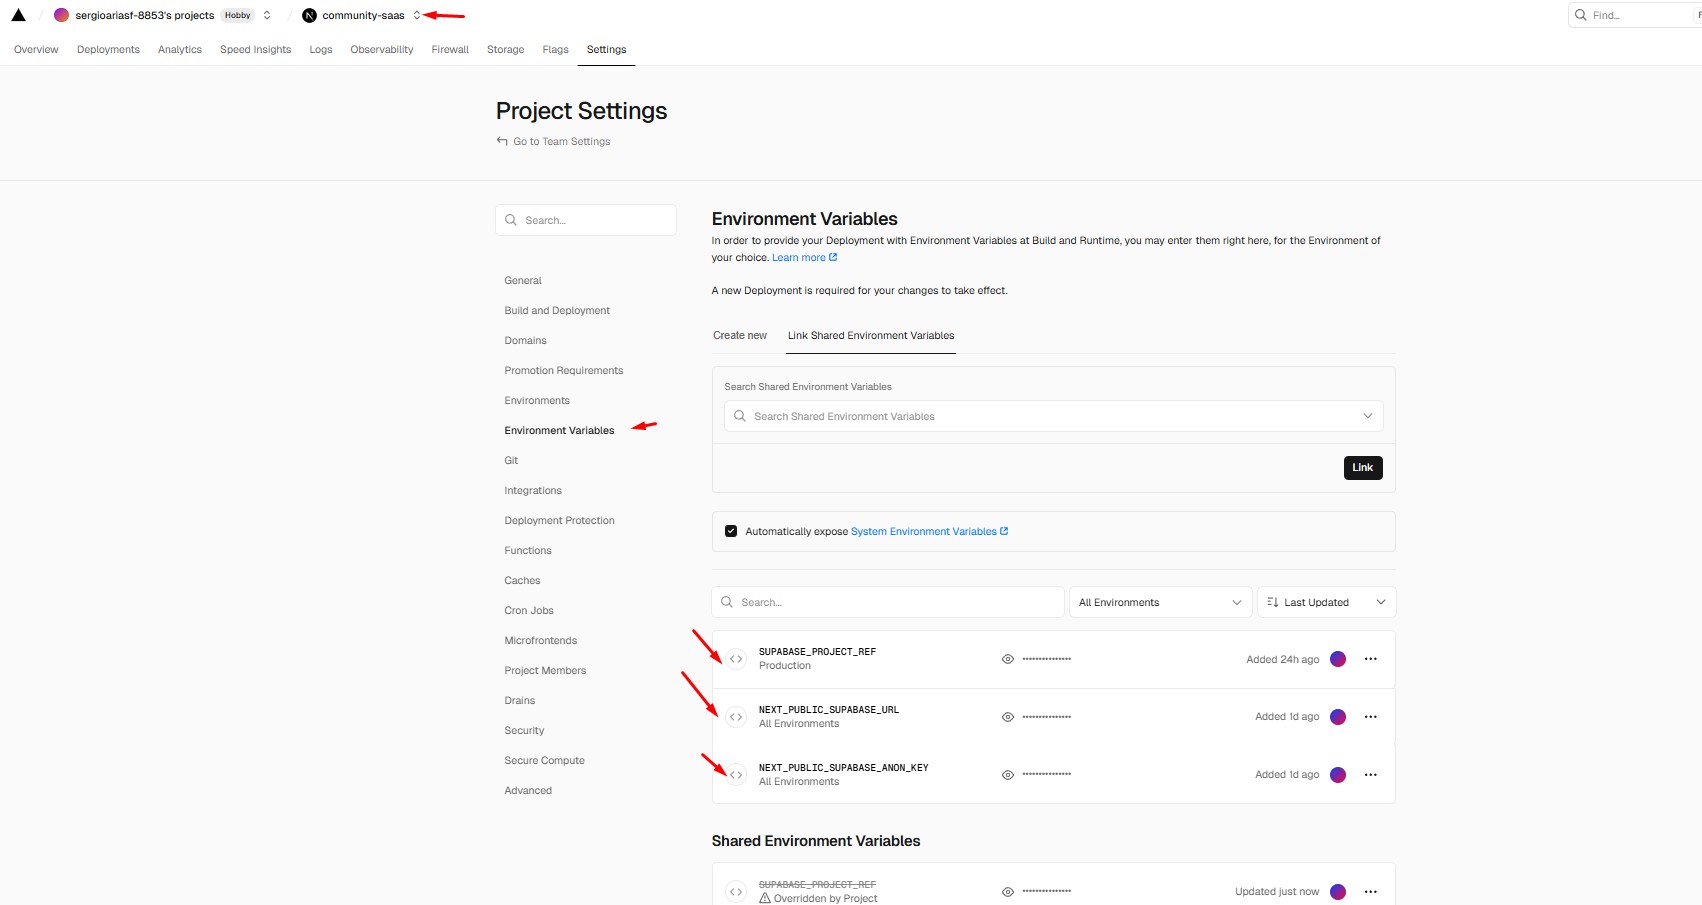 sergioariasf-8853's projects Hobby community-saas Find...
Overview Deployments Analytics Speed Insights Logs Observability Firewall Storage Flags Settings
Project Settings
Go to Team Settings
Search...
General
Build and Deployment
Domains
Promotion Requirements
Environments
Environment Variables
Git
Integrations
Deployment Protection
Functions
Caches
Cron Jobs
Microfrontends
Project Members
Drains
Security
Secure Compute
Advanced
Environment Variables
In order to provide your Deployment with Environment Variables at Build and Runtime, you may enter them right here, for the Environment of
your choice. Learn more
A new Deployment is required for your changes to take effect.
Create new Link Shared Environment Variables
Search Shared Environment Variables
Search Shared Environment Variables
Link
Automatically expose System Environment Variables
Search... All Environments Last Updated
SUPABASE_PROJECT_REF
Production
•••••••••••••••
Added 24h ago
NEXT_PUBLIC_SUPABASE_URL
All Environments
•••••••••••••••
Added 1d ago
NEXT_PUBLIC_SUPABASE_ANON_KEY
All Environments
•••••••••••••••
Added 1d ago
Shared Environment Variables
SUPABASE_PROJECT_REF
Overridden by Project
•••••••••••••••
Updated just now